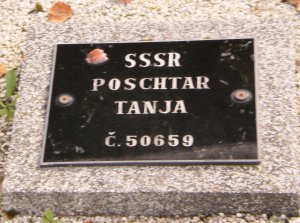 SSSR
POSCHTAR
TANJA
Č. 50659